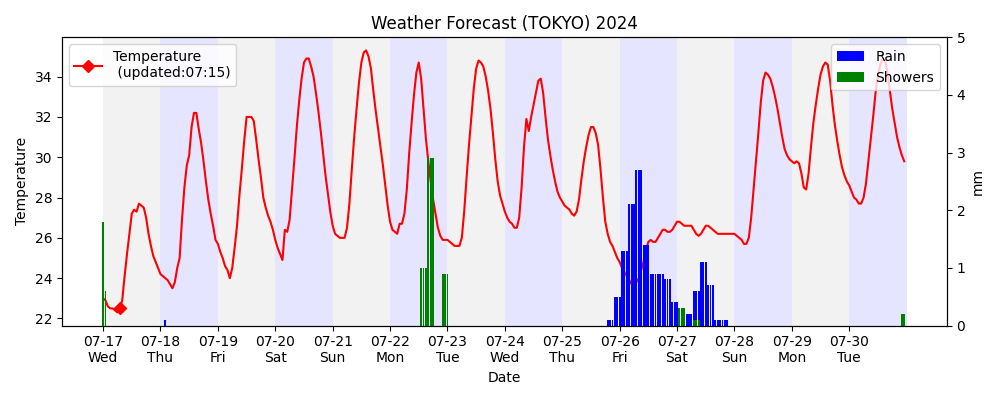 Weather Forecast (TOKYO) 2024
Temperature
(updated:07:15)
Rain
Showers
Temperature
34
32
30
28
26
24
22
5
4
3
2
1
0
mm
07-17 07-18 07-19 07-20 07-21 07-22 07-23 07-24 07-25 07-26 07-27 07-28 07-29 07-30
Wed Thu Fri Sat Sun Mon Tue Wed Thu Fri Sat Sun Mon Tue
Date